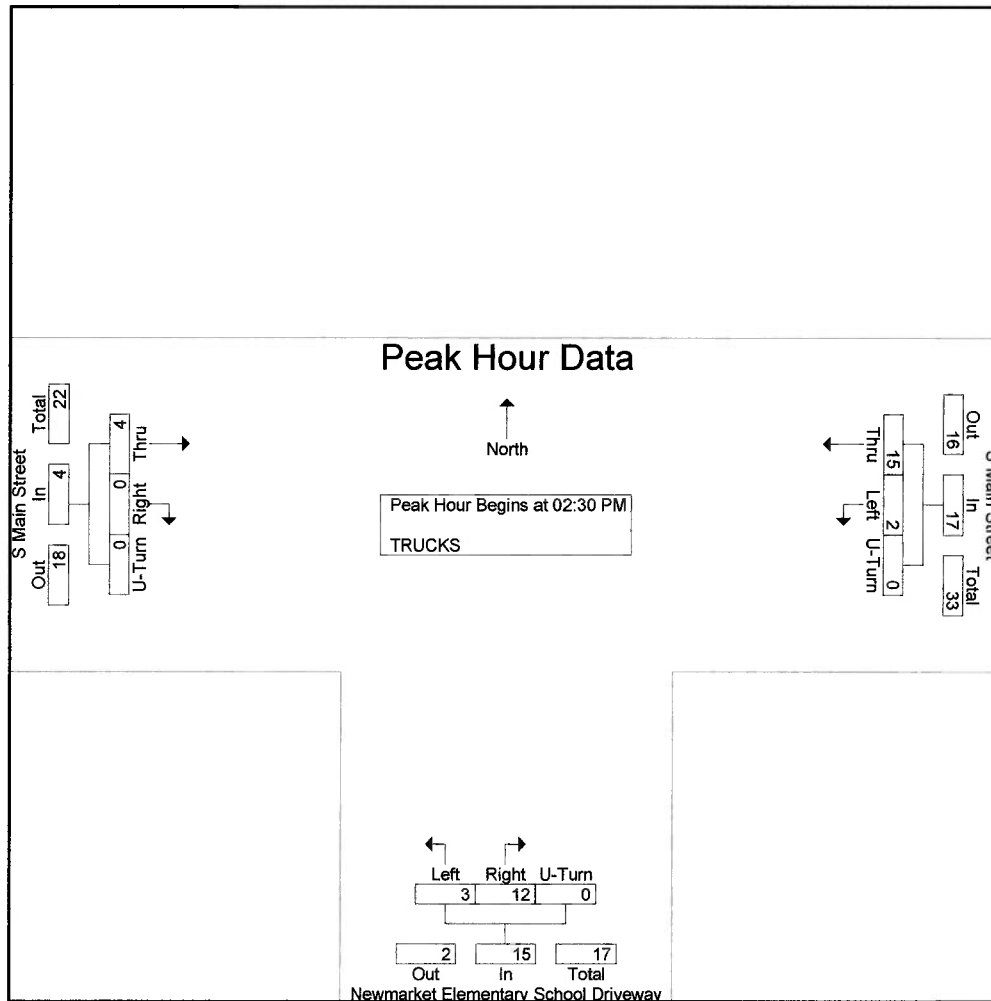 Peak Hour Data
North
Peak Hour Begins at 02:30 PM
TRUCKS
S Main Street
Total
22
In
4
Out
18
Thru
4
Right
0
U-Turn
0
Out
16
In
17
Total
33
Thru
15
Left
2
U-Turn
0
Main Street
Left Right U-Turn
3 12 0
2 15 17
Out In Total
Newmarket Elementary School Driveway